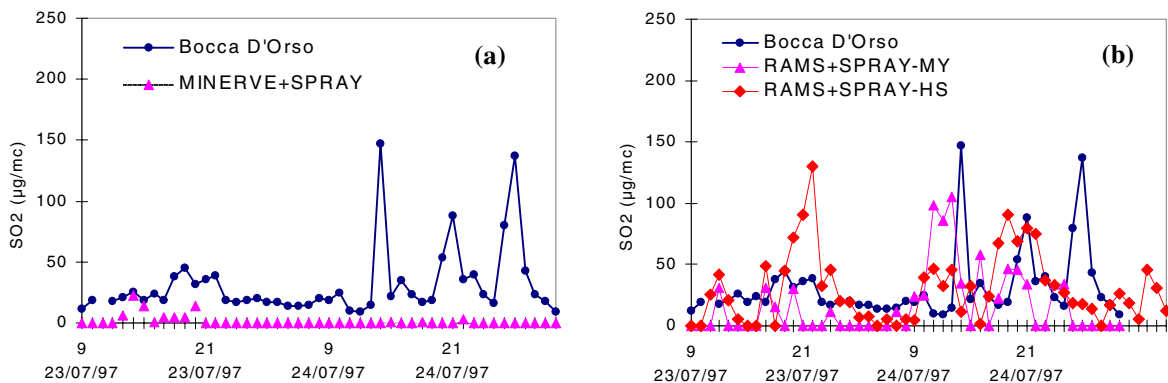 250
200
150
100
50
0
SO2 (µg/mc)
Bocca D'Orso
MINERVE+SPRAY
(a)
9 21 9 21
23/07/97 23/07/97 24/07/97 24/07/97
250
200
150
100
50
0
SO2 (µg/mc)
Bocca D'Orso
RAMS+SPRAY-MY
RAMS+SPRAY-HS
(b)
9 21 9 21
23/07/97 23/07/97 24/07/97 24/07/97